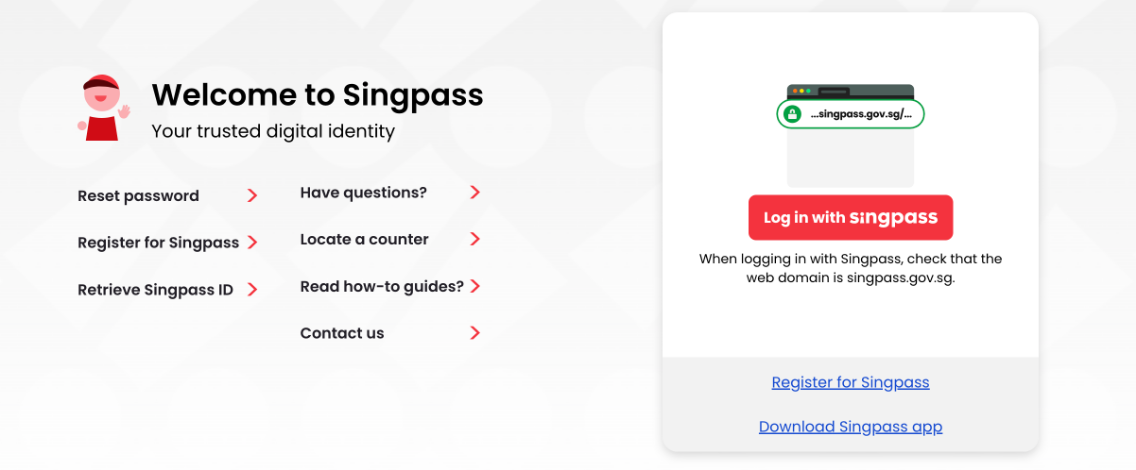 Welcome to Singpass
Your trusted digital identity
Reset password
Register for Singpass
Retrieve Singpass ID
Have questions?
Locate a counter
Read how-to guides?
Contact us
...singpass.gov.sg/...
Log in with singpass
When logging in with Singpass, check that the
web domain is singpass.gov.sg.
Register for Singpass
Download Singpass app